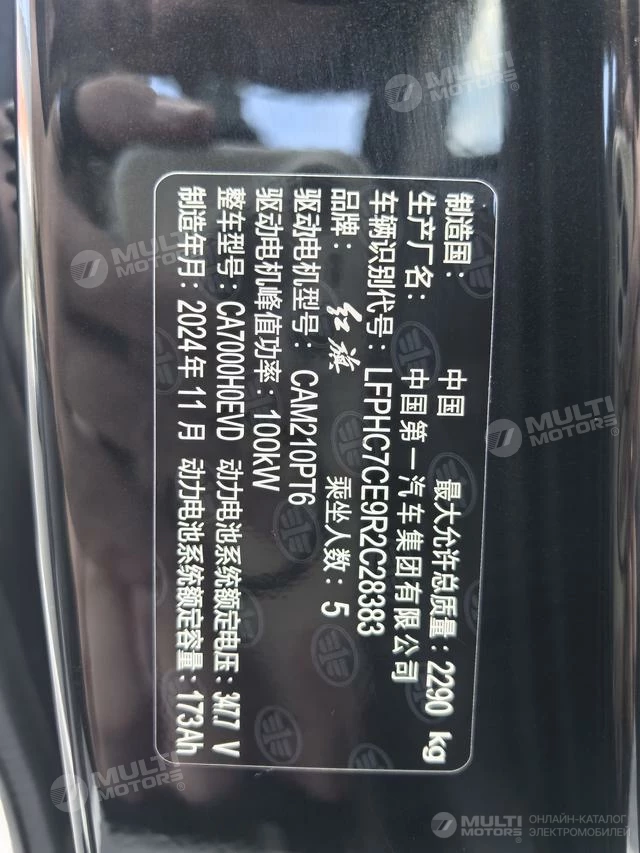 制造国： 中国 最大允许总质量：2290 kg
生产厂名： 中国第一汽车集团有限公司
车辆识别代号：LFPHC7CE9R2C28383
品牌： 红旗 乘坐人数：5
驱动电机型号：CAM210PT6
驱动电机峰值功率：100kW
整车型号：CA7000H0EVD 动力电池系统额定电压：347.7 V
制造年月：2024年11月 动力电池系统额定容量：173Ah
MULTI MOTORS®
MULTI MOTORS®
MULTI MOTORS®
MULTI MOTORS®
MULTI MOTORS®
ОНЛАЙН-КАТАЛОГ
ЭЛЕКТРОМОБИЛЕЙ